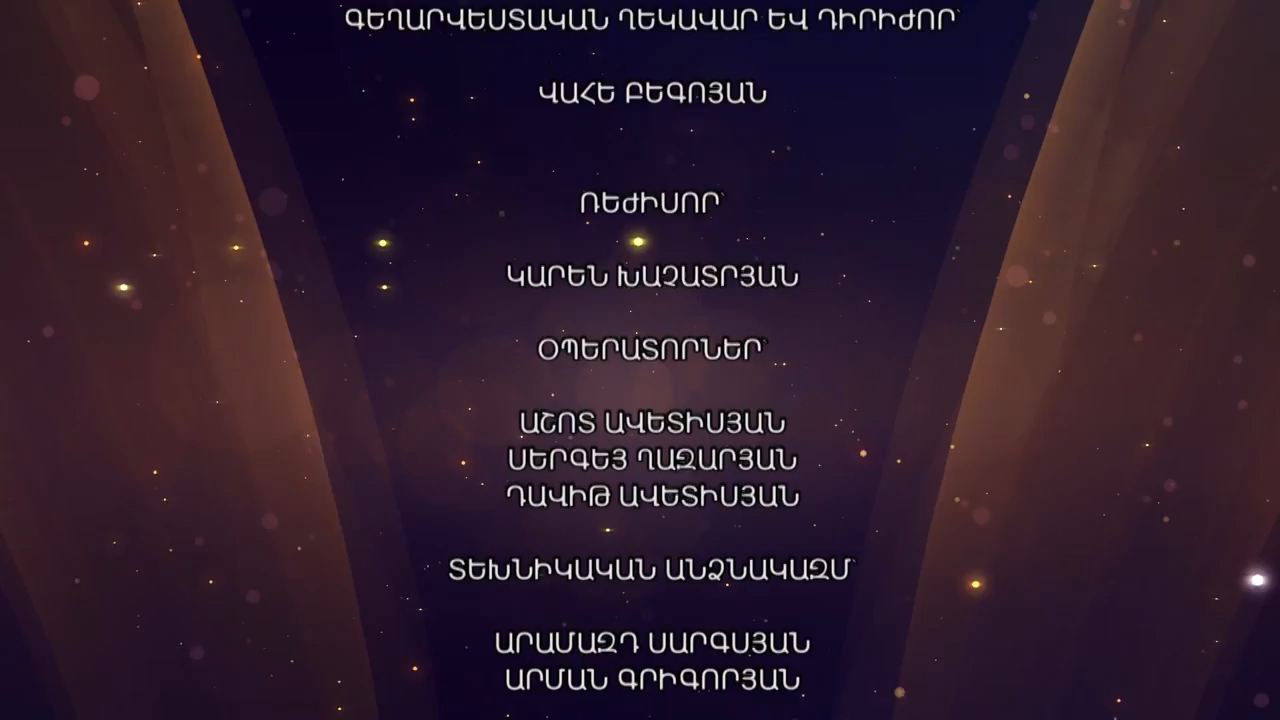 ԳԵՂԱՐՎԵՍՏԱԿԱՆ ՂԵԿԱՎԱՐ ԵՎ ԴԻՐԻԺՈՐ՝
ՎԱՀԵ ԲԵԳՈՅԱՆ
ՌԵԺԻՍՈՐ՝
ԿԱՐԵՆ ԽԱՉԱՏՐՅԱՆ
ՕՊԵՐԱՏՈՐՆԵՐ՝
ԱՇՈՏ ԱՎԵՏԻՍՅԱՆ
ՍԵՐԳԵՅ ՂԱԶԱՐՅԱՆ
ԴԱՎԻԹ ԱՎԵՏԻՍՅԱՆ
ՏԵԽՆԻԿԱԿԱՆ ԱՆՁՆԱԿԱԶՄ՝
ԱՐԱՄԱԶԴ ՍԱՐԳՍՅԱՆ
ԱՐՄԱՆ ԳՐԻԳՈՐՅԱՆ